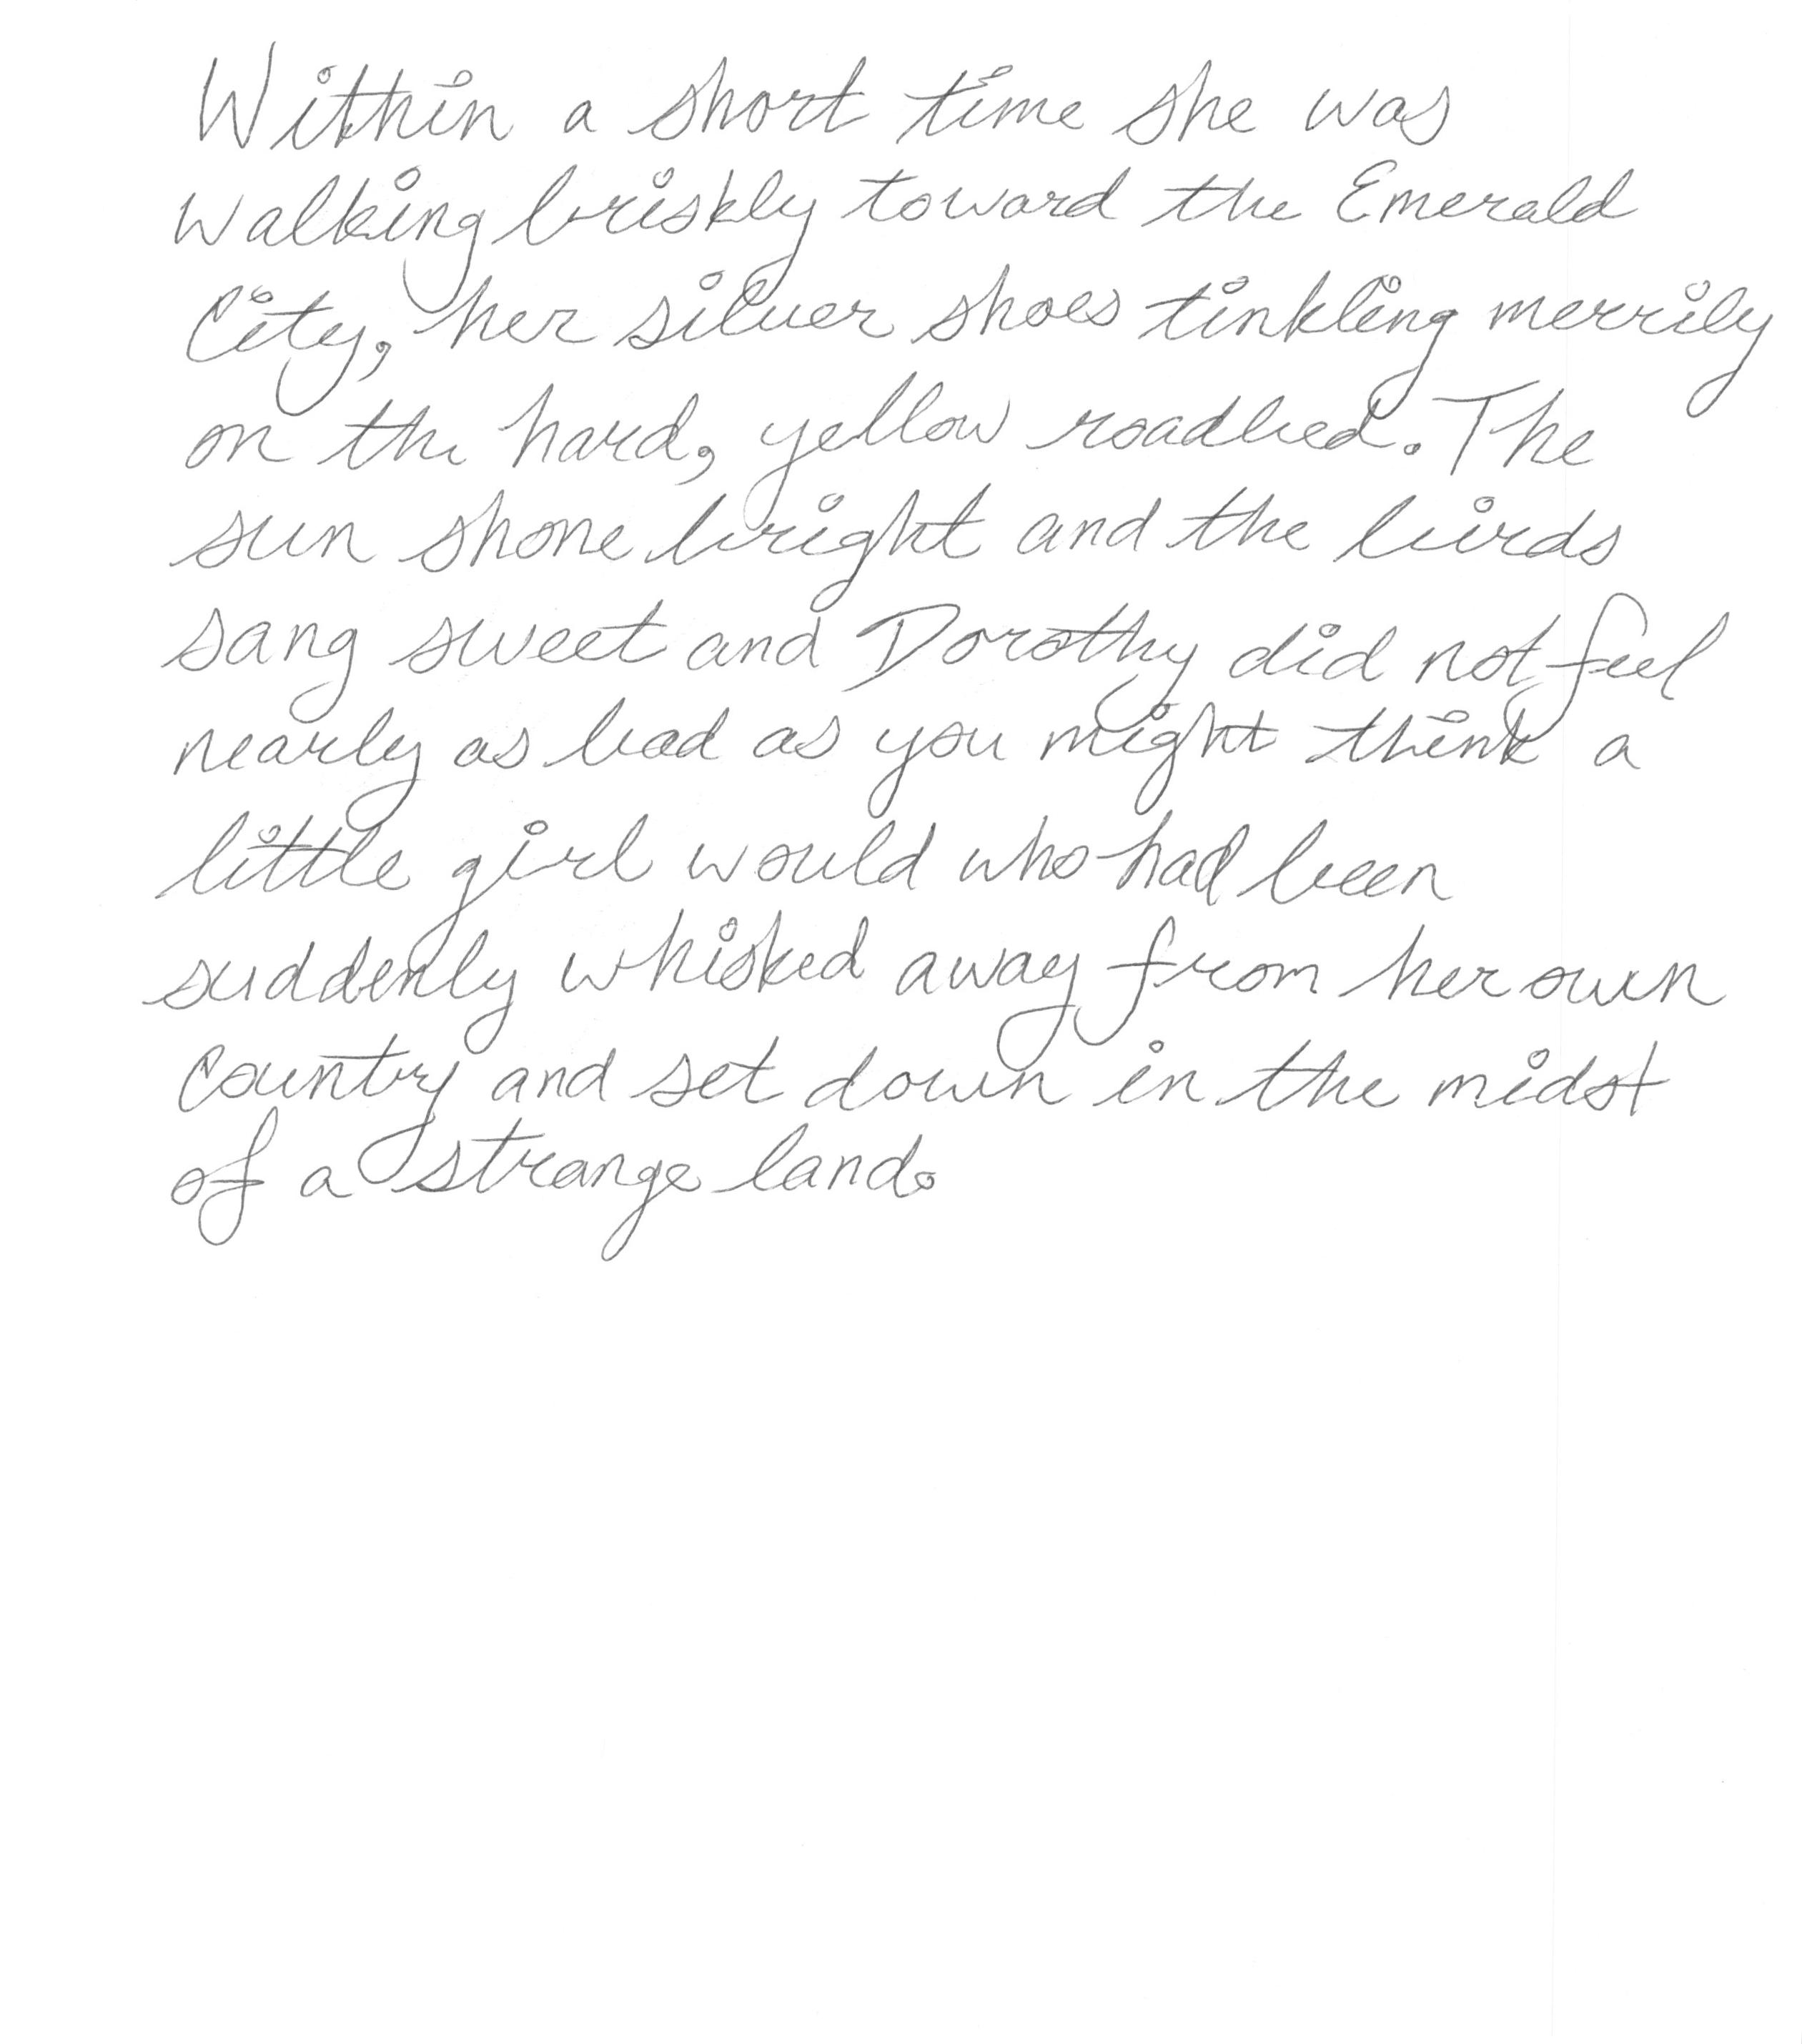 Within a short time she was
walking briskly toward the Emerald
City, her silver shoes tinkling merrily
on the hard, yellow roadbed. The
sun shone bright and the birds
sang sweet and Dorothy did not feel
nearly as bad as you might think a
little girl would who had been
suddenly whisked away from her own
country and set down in the midst
of a strange land.